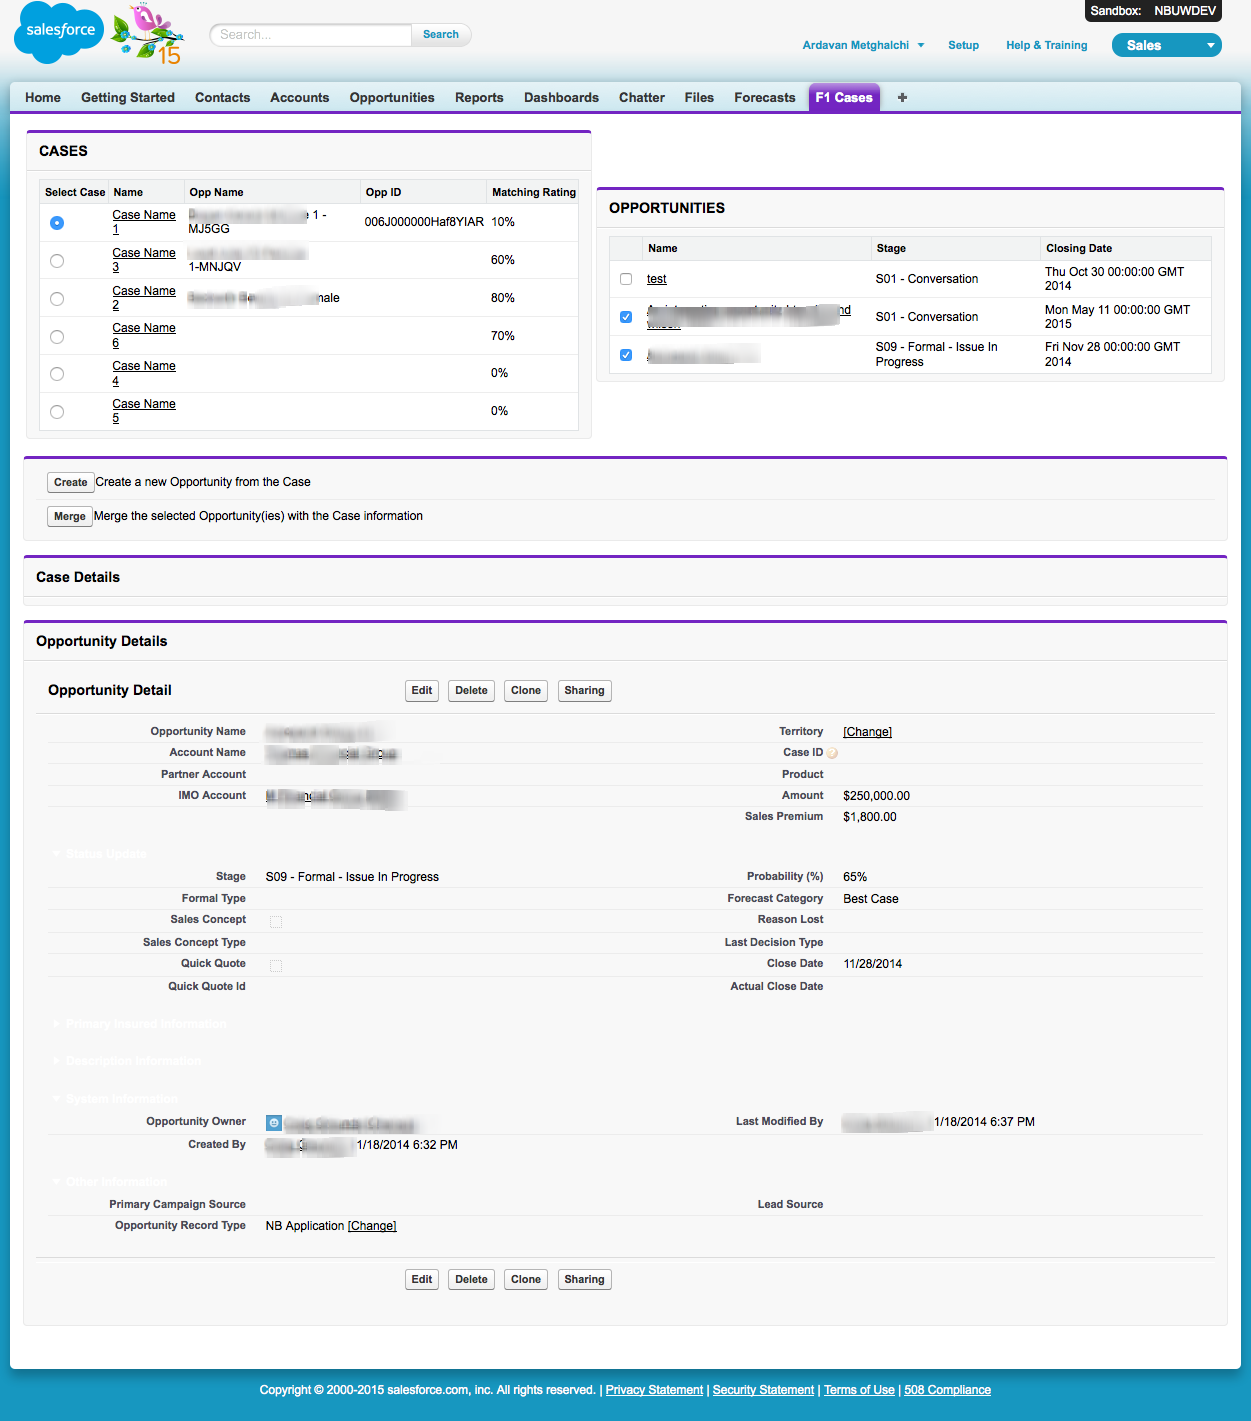 Sandbox: NBUWDEV
salesforce
15
Search...
Search
Ardavan Metghalchi
Setup
Help & Training
Sales
Home Getting Started Contacts Accounts Opportunities Reports Dashboards Chatter Files Forecasts F1 Cases +
CASES
Select Case Name Opp Name Opp ID Matching Rating
Case Name 1 - 006J000000Haf8YIAR 10%
1 MJ5GG
Case Name 60%
3 1-MNJQV
Case Name 80%
2
Case Name 70%
6
Case Name 0%
4
Case Name 0%
5
OPPORTUNITIES
Name Stage Closing Date
test S01 - Conversation Thu Oct 30 00:00:00 GMT
2014
S01 - Conversation Mon May 11 00:00:00 GMT
2015
S09 - Formal - Issue In Fri Nov 28 00:00:00 GMT
Progress 2014
Create Create a new Opportunity from the Case
Merge Merge the selected Opportunity(ies) with the Case information
Case Details
Opportunity Details
Opportunity Detail Edit Delete Clone Sharing
Opportunity Name Territory [Change]
Account Name Case ID ?
Partner Account Product
IMO Account Amount $250,000.00
Sales Premium $1,800.00
Status Update
Stage S09 - Formal - Issue In Progress Probability (%) 65%
Formal Type Forecast Category Best Case
Sales Concept Reason Lost
Sales Concept Type Last Decision Type
Quick Quote Close Date 11/28/2014
Quick Quote Id Actual Close Date
Primary Insured Information
Description Information
System Information
Opportunity Owner Last Modified By 1/18/2014 6:37 PM
Created By 1/18/2014 6:32 PM
Other Information
Primary Campaign Source Lead Source
Opportunity Record Type NB Application [Change]
Edit Delete Clone Sharing
Copyright © 2000-2015 salesforce.com, inc. All rights reserved. | Privacy Statement | Security Statement | Terms of Use | 508 Compliance